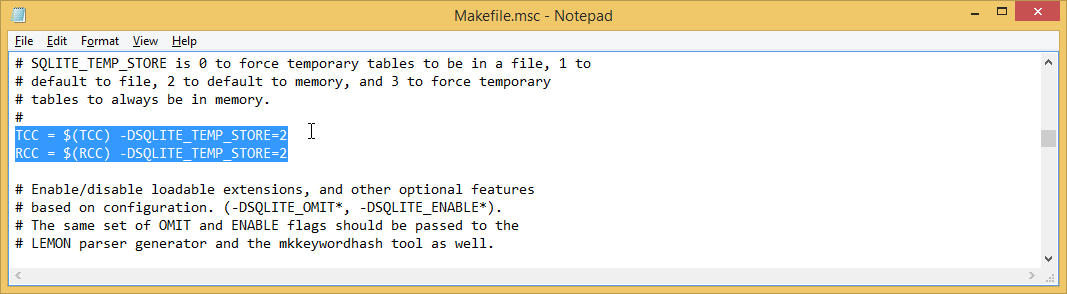 Makefile.msc - Notepad
File Edit Format View Help
# SQLITE_TEMP_STORE is 0 to force temporary tables to be in a file, 1 to
# default to file, 2 to default to memory, and 3 to force temporary
# tables to always be in memory.
#
TCC = $(TCC) -DSQLITE_TEMP_STORE=2
RCC = $(RCC) -DSQLITE_TEMP_STORE=2
# Enable/disable loadable extensions, and other optional features
# based on configuration. (-DSQLITE_OMIT*, -DSQLITE_ENABLE*).
# The same set of OMIT and ENABLE flags should be passed to the
# LEMON parser generator and the mkkeywordhash tool as well.